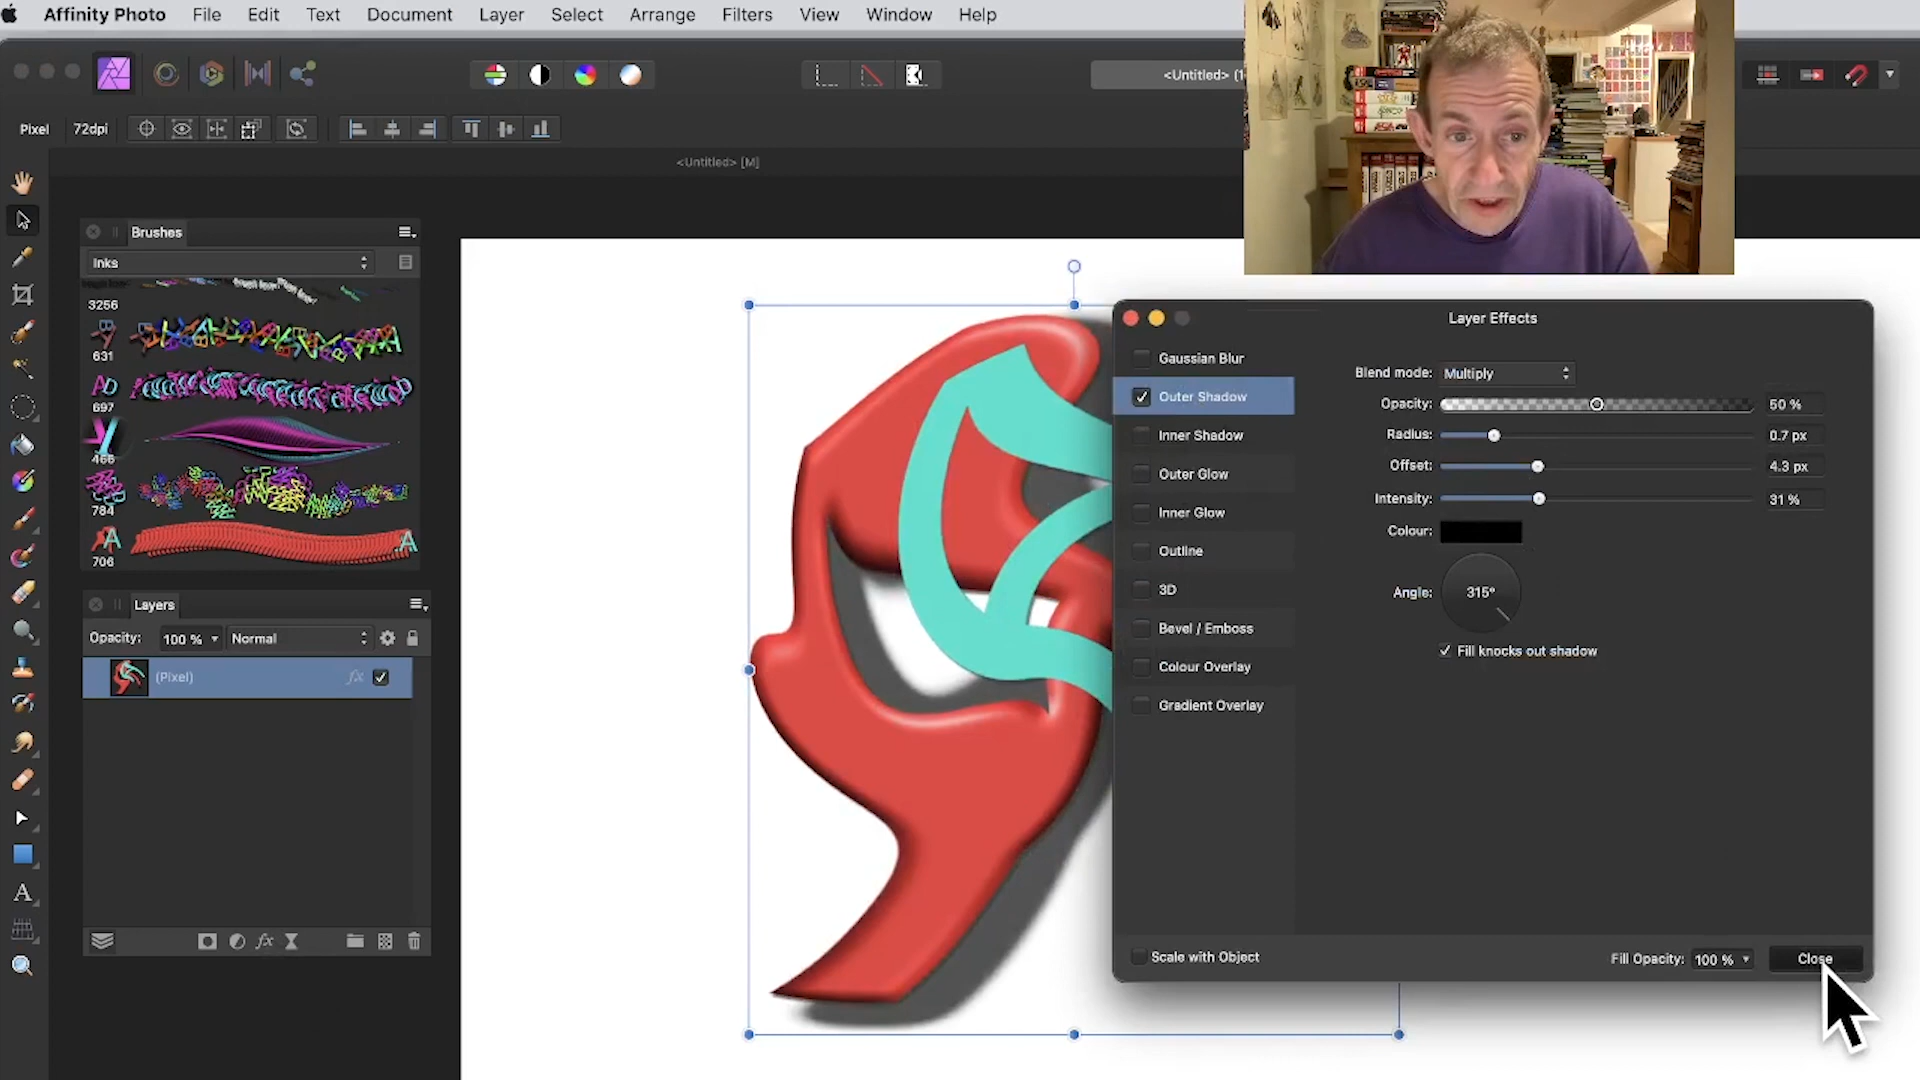 Affinity Photo File Edit Text Document Layer Select Arrange Filters View Window Help
<Untitled> (1
Pixel 72dpi
<Untitled> [M]
Brushes
Inks
3256
631
697
466
784
706
Layers
Opacity: 100 % Normal
(Pixel)
fx
fx
Layer Effects
Gaussian Blur
Outer Shadow
Inner Shadow
Outer Glow
Inner Glow
Outline
3D
Bevel / Emboss
Colour Overlay
Gradient Overlay
Blend mode: Multiply
Opacity: 50 %
Radius: 0.7 px
Offset: 4.3 px
Intensity: 31 %
Colour:
Angle: 315°
Fill knocks out shadow
Scale with Object
Fill Opacity: 100 %
Close